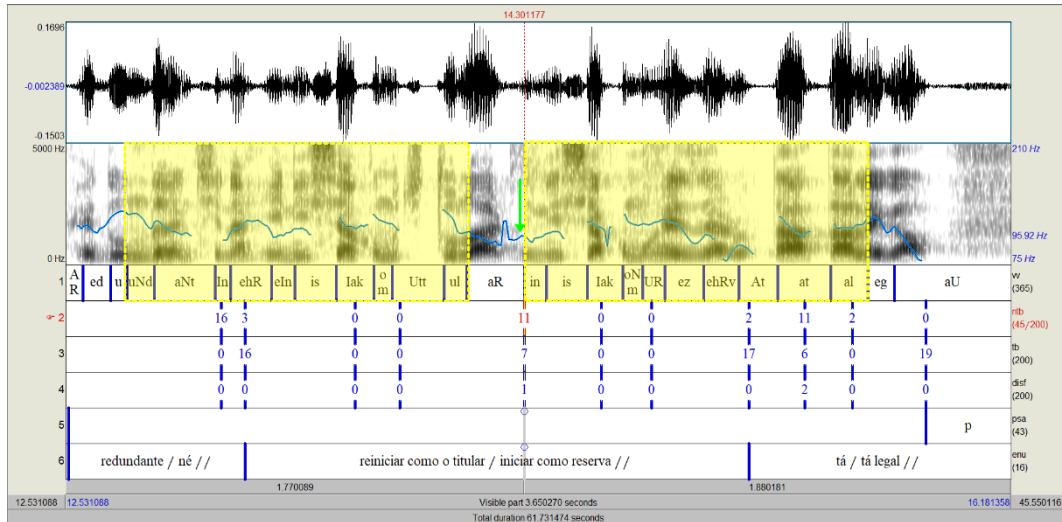 14.301177
0.1696
-0.002389
-0.1503
5000 Hz
210 Hz
95.92 Hz
0 Hz
75 Hz
1 AR ed u uNd aNt In ehR eIn is Iak om Utt ul aR in is Iak oNm UR ez ehRv At at al eg aU vv (365)
2 16 3 0 0 11 0 0 2 11 2 0 ntb (45/200)
3 0 16 0 0 7 0 0 17 6 0 19 tb (200)
4 0 0 0 0 1 0 0 0 2 0 0 disf (200)
5 p psa (43)
6 redundante / né // reiniciar como o titular / iniciar como reserva // tá / tá legal // enu (16)
1.770089 1.880181
12.531088 12.531088 Visible part 3.650270 seconds 16.181358 45.550116
Total duration 61.731474 seconds